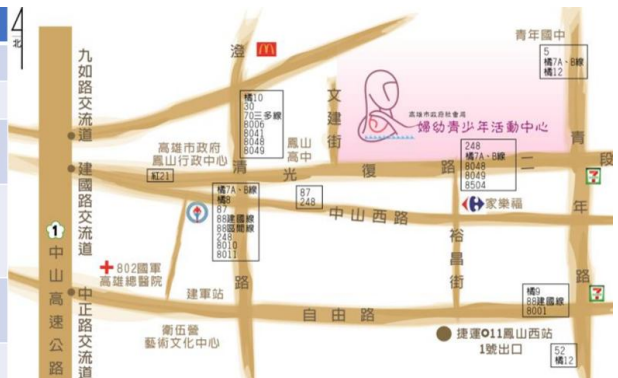 北
九如路交流道
建國路交流道
中正路交流道
1
中山高速公路
澄
清
路
橘10
30
70三多線
8006
8041
8048
8049
高雄市政府
鳳山行政中心
鳳山
高中
文建街
高雄市政府社會局
婦幼青少年活動中心
青年國中
5
橘7A、B線
橘12
青
年
路
光
復
路
二
段
紅21
橘7A、B線
橘8
87
88建國線
88區間線
248
8010
8011
87
248
248
橘7A、B線
8048
8049
8504
中山西路
家樂福
7
裕昌街
802國軍
高雄總醫院
建軍站
衛伍營
藝術文化中心
自由路
橘9
88建國線
8001
7
捷運O11鳳山西站
1號出口
52
橘12